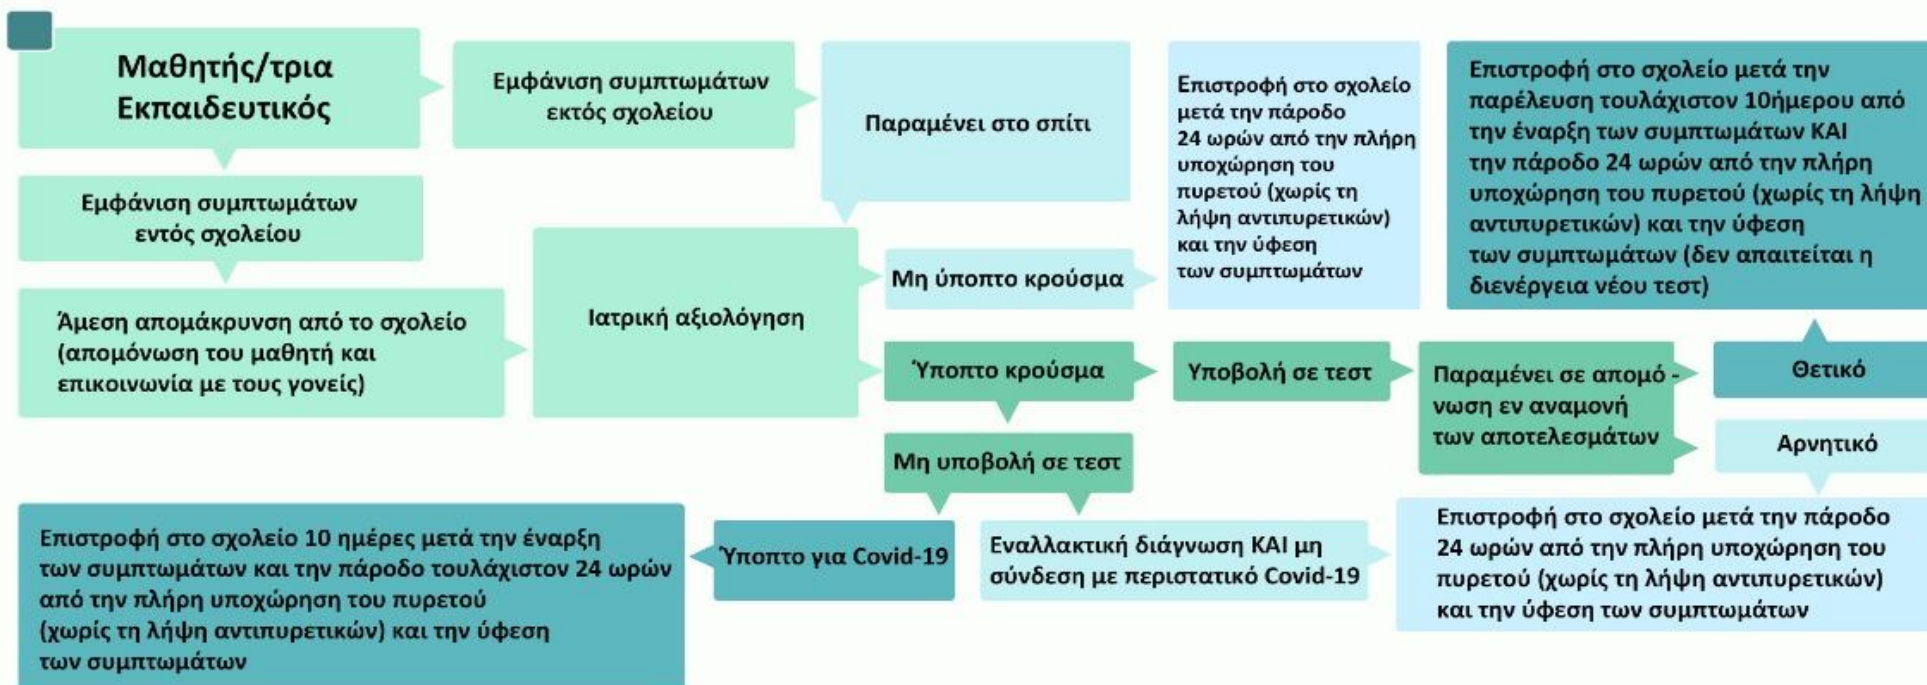 Μαθητής/τρια
Εκπαιδευτικός
Εμφάνιση συμπτωμάτων
εκτός σχολείου
Παραμένει στο σπίτι
Επιστροφή στο σχολείο
μετά την πάροδο
24 ωρών από την πλήρη
υποχώρηση του
πυρετού (χωρίς τη
λήψη αντιπυρετικών)
και την ύφεση
των συμπτωμάτων
Επιστροφή στο σχολείο μετά την
παρέλευση τουλάχιστον 10ήμερου από
την έναρξη των συμπτωμάτων ΚΑΙ
την πάροδο 24 ωρών από την πλήρη
υποχώρηση του πυρετού (χωρίς τη λήψη
αντιπυρετικών) και την ύφεση
των συμπτωμάτων (δεν απαιτείται η
διενέργεια νέου τεστ)
Εμφάνιση συμπτωμάτων
εντός σχολείου
Άμεση απομάκρυνση από το σχολείο
(απομόνωση του μαθητή και
επικοινωνία με τους γονείς)
Ιατρική αξιολόγηση
Μη ύποπτο κρούσμα
Ύποπτο κρούσμα
Υποβολή σε τεστ
Παραμένει σε απομό -
νωση εν αναμονή
των αποτελεσμάτων
Θετικό
Αρνητικό
Μη υποβολή σε τεστ
Επιστροφή στο σχολείο 10 ημέρες μετά την έναρξη
των συμπτωμάτων και την πάροδο τουλάχιστον 24 ωρών
από την πλήρη υποχώρηση του πυρετού
(χωρίς τη λήψη αντιπυρετικών) και την ύφεση
των συμπτωμάτων
Ύποπτο για Covid-19
Εναλλακτική διάγνωση ΚΑΙ μη
σύνδεση με περιστατικό Covid-19
Επιστροφή στο σχολείο μετά την πάροδο
24 ωρών από την πλήρη υποχώρηση του
πυρετού (χωρίς τη λήψη αντιπυρετικών)
και την ύφεση των συμπτωμάτων